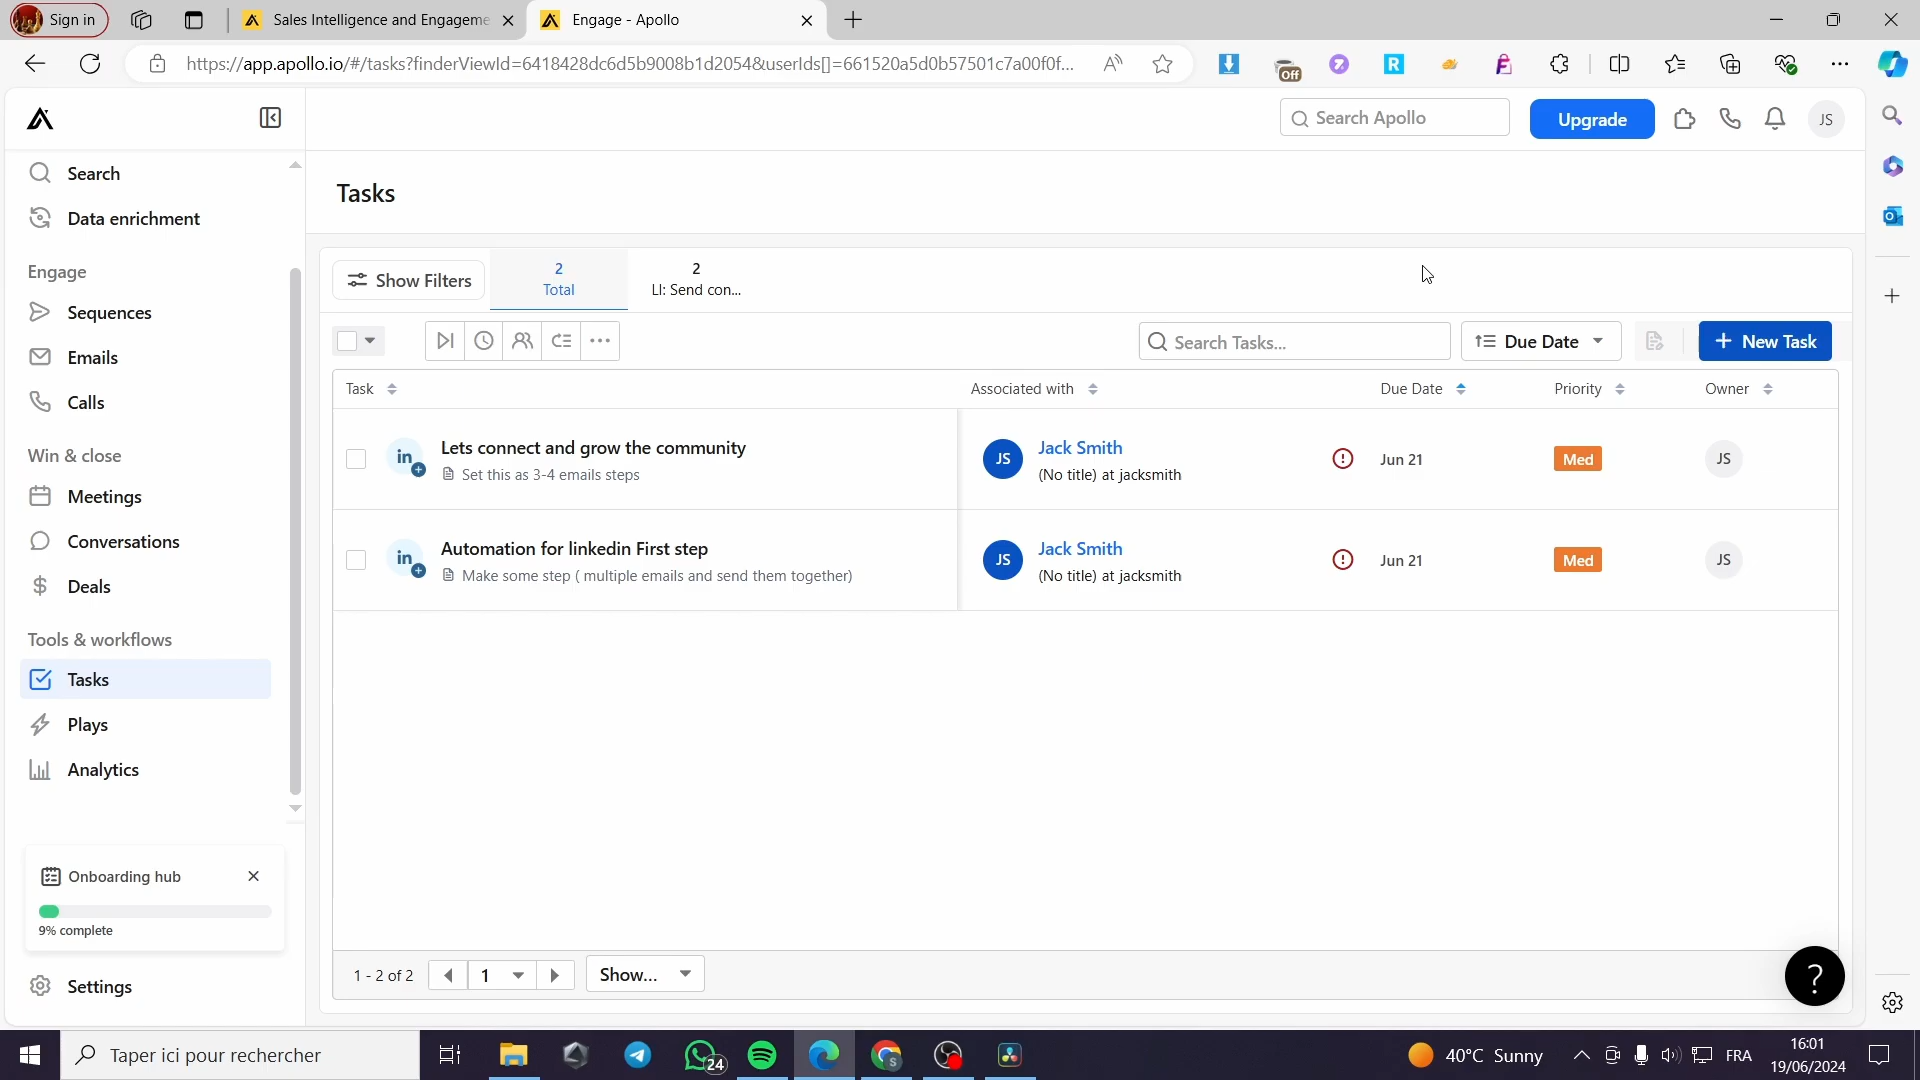 Sign in
Sales Intelligence and Engageme
Engage - Apollo
https://app.apollo.io/#/tasks?finderViewId=6418428dc6d5b9008b1d2054&userIds[]=661520a5d0b57501c7a00f0f...
Off
Search Apollo
Upgrade
JS
Search
Data enrichment
Engage
Sequences
Emails
Calls
Win & close
Meetings
Conversations
Deals
Tools & workflows
Tasks
Plays
Analytics
Onboarding hub
9% complete
Settings
Tasks
Show Filters
2
Total
2
LI: Send con...
Search Tasks...
Due Date
New Task
Task
Associated with
Due Date
Priority
Owner
in
Lets connect and grow the community
Set this as 3-4 emails steps
JS
Jack Smith
(No title) at jacksmith
Jun 21
Med
JS
in
Automation for linkedin First step
Make some step ( multiple emails and send them together)
JS
Jack Smith
(No title) at jacksmith
Jun 21
Med
JS
1 - 2 of 2
1
Show...
?
Taper ici pour rechercher
24
40°C Sunny
FRA
16:01
19/06/2024